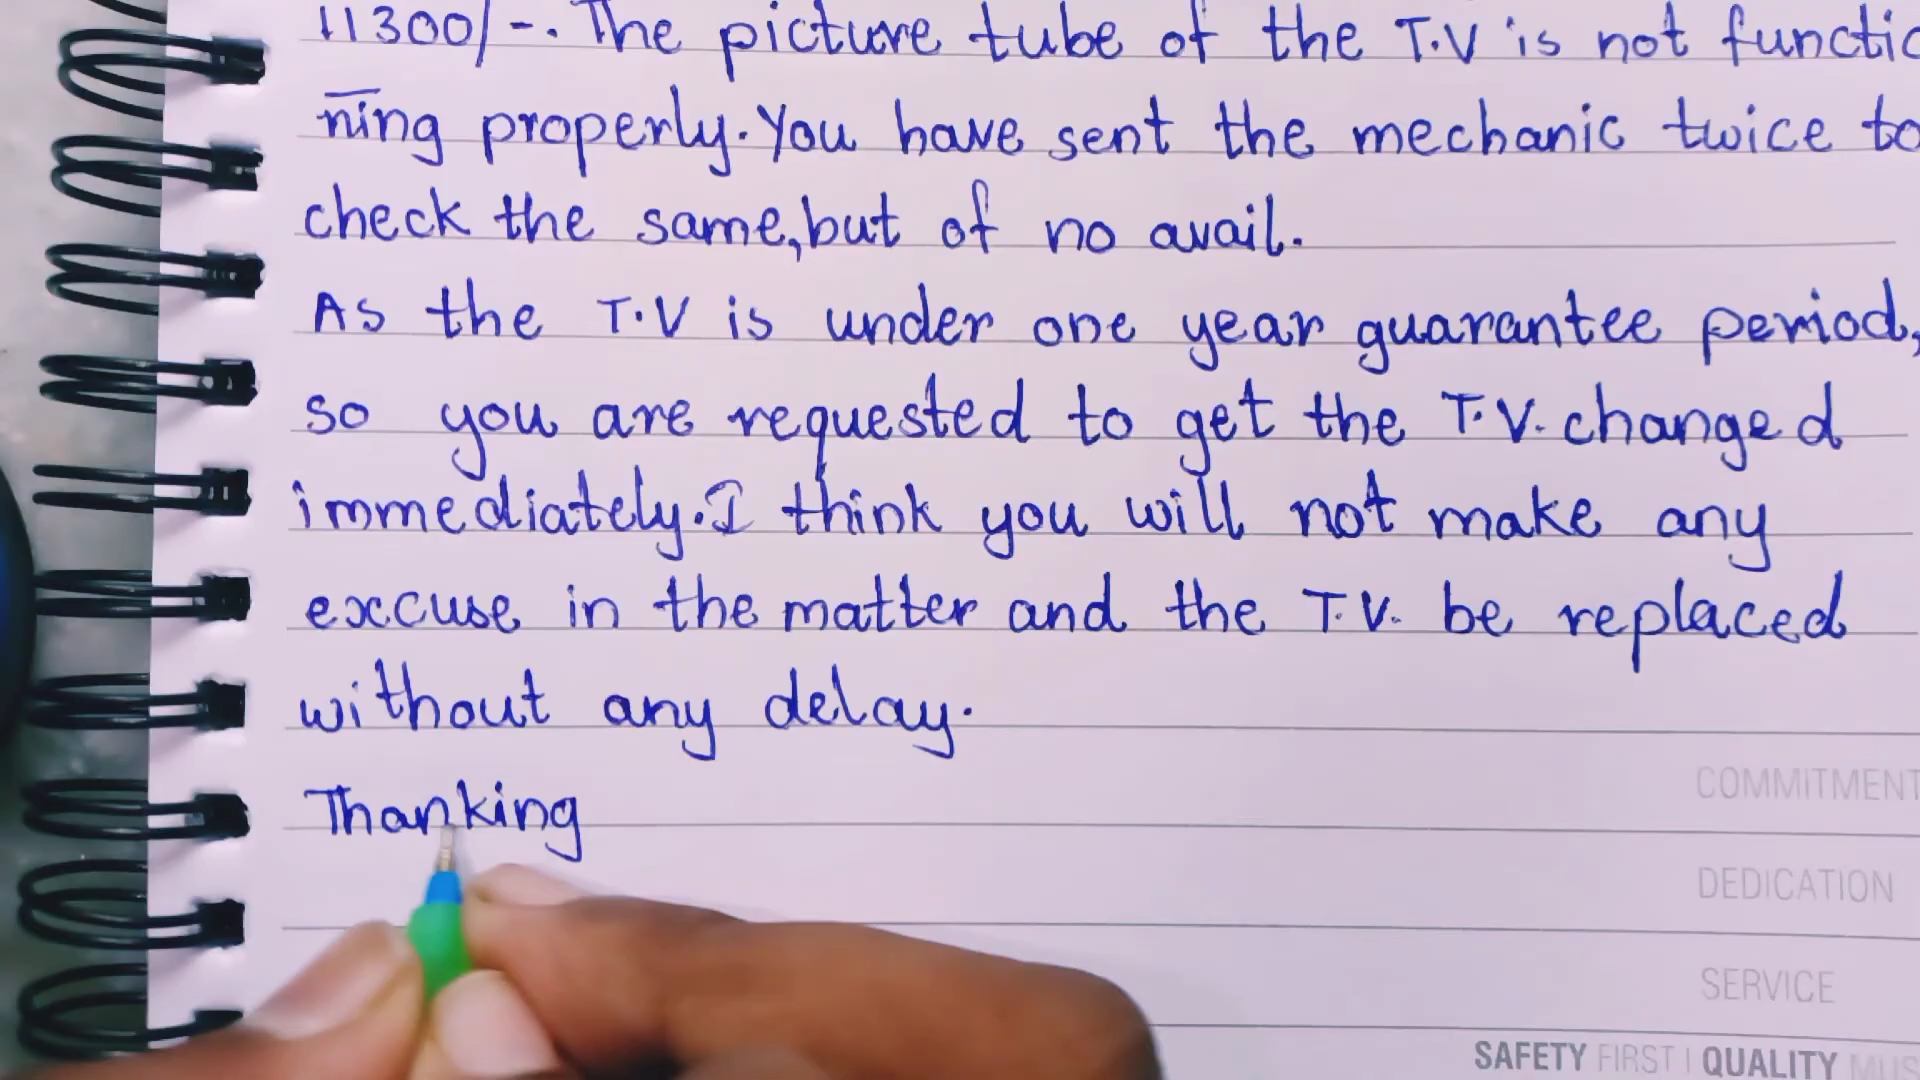 11300/-. The picture tube of the T.V is not functio
ning properly. You have sent the mechanic twice to
check the same, but of no avail.
As the T.V is under one year guarantee period,
so you are requested to get the T.V. changed
immediately. I think you will not make any
excuse in the matter and the T.V. be replaced
without any delay.
Thanking
COMMITMENT
DEDICATION
SERVICE
SAFETY FIRST | QUALITY MUS